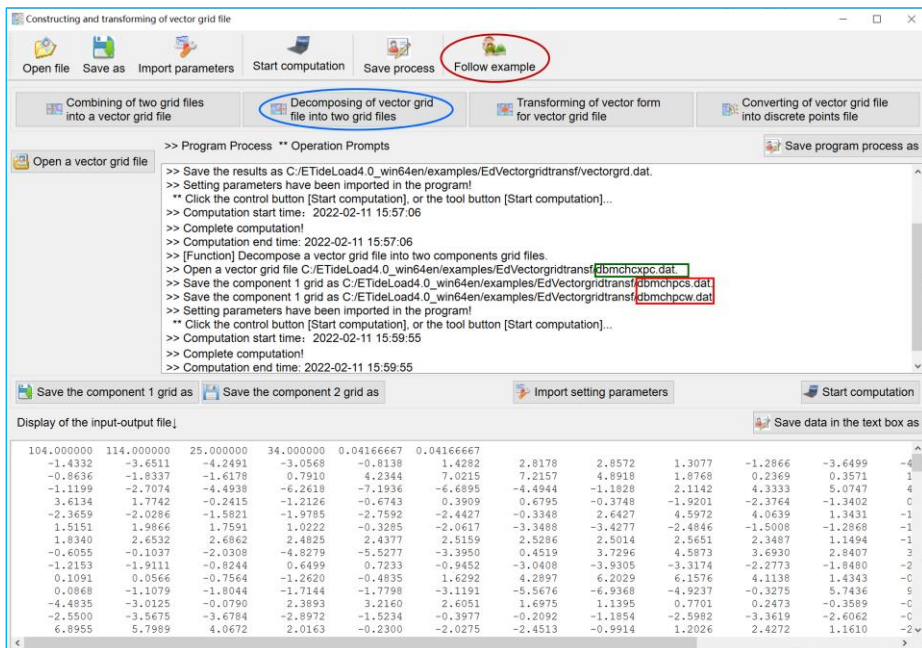 Constructing and transforming of vector grid file
Open file Save as Import parameters Start computation Save process Follow example
Combining of two grid files
into a vector grid file
Decomposing of vector grid
file into two grid files
Transforming of vector form
for vector grid file
Converting of vector grid file
into discrete points file
>> Program Process ** Operation Prompts
Save program process as
Open a vector grid file
>> Save the results as C:/ETideLoad4.0_win64en/examples/EdVectorgridtransf/vectorgrd.dat.
>> Setting parameters have been imported in the program!
** Click the control button [Start computation], or the tool button [Start computation]...
>> Computation start time: 2022-02-11 15:57:06
>> Complete computation!
>> Computation end time: 2022-02-11 15:57:06
>> [Function] Decompose a vector grid file into two components grid files.
>> Open a vector grid file C:/ETideLoad4.0_win64en/examples/EdVectorgridtransf/dbmchcxpc.dat.
>> Save the component 1 grid as C:/ETideLoad4.0_win64en/examples/EdVectorgridtransf/dbmchpcs.dat.
>> Save the component 1 grid as C:/ETideLoad4.0_win64en/examples/EdVectorgridtransf/dbmchpcw.dat
>> Setting parameters have been imported in the program!
** Click the control button [Start computation], or the tool button [Start computation]...
>> Computation start time: 2022-02-11 15:59:55
>> Complete computation!
>> Computation end time: 2022-02-11 15:59:55
Save the component 1 grid as Save the component 2 grid as Import setting parameters Start computation
Display of the input-output file↓
Save data in the text box as
104.000000 114.000000 25.000000 34.000000 0.04166667 0.04166667
-1.4332 -3.6511 -4.2491 -3.0568 -0.8138 1.4282 2.8178 2.8572 1.3077 -1.2866 -3.6499 -4
-0.8636 -1.8337 -1.6178 0.7910 4.2344 7.0215 7.2157 4.8918 1.8768 0.2369 0.3571 1
-1.1199 -2.7074 -4.4938 -6.2618 -7.1936 -6.6895 -4.4944 -1.1828 2.1142 4.3333 5.0747 4
3.6134 1.7742 -0.2415 -1.2126 -0.6743 0.3909 0.6795 -0.3748 -1.9201 -2.3764 -1.3402 0
-2.3659 -2.0286 -1.5821 -1.9785 -2.7592 -2.4427 -0.3348 2.6427 4.5972 4.0639 1.3431 -1
1.5151 1.9866 1.7591 1.0222 -0.3285 -2.0617 -3.3488 -3.4277 -2.4846 -1.5008 -1.2868 -1
1.8340 2.6532 2.6862 2.4825 2.4377 2.5159 2.5286 2.5014 2.5651 2.3487 1.1494 -1
-0.6055 -0.1037 -2.0308 -4.8279 -5.5277 -3.3950 0.4519 3.7296 4.5873 3.6930 2.8407 3
-1.2153 -1.9111 -0.8244 0.6499 0.7233 -0.9452 -3.0408 -3.9305 -3.3174 -2.2773 -1.8480 -2
0.1091 0.0566 -0.7564 -1.2620 -0.4835 1.6292 4.2897 6.2029 6.1576 4.1138 1.4343 -0
0.0868 -1.1079 -1.8044 -1.7144 -1.7798 -3.1191 -5.5676 -6.9368 -4.9237 -0.3275 5.7436 9
-4.4835 -3.0125 -0.0790 2.3893 3.2160 2.6051 1.6975 1.1395 0.7701 0.2473 -0.3589 -0
-2.5500 -3.5675 -3.6784 -2.8972 -1.5234 -0.3977 -0.2092 -1.1854 -2.5982 -3.3619 -2.6062 -0
6.8955 5.7989 4.0672 2.0163 -0.2300 -2.0275 -2.4513 -0.9914 1.2026 2.4272 1.1610 -2